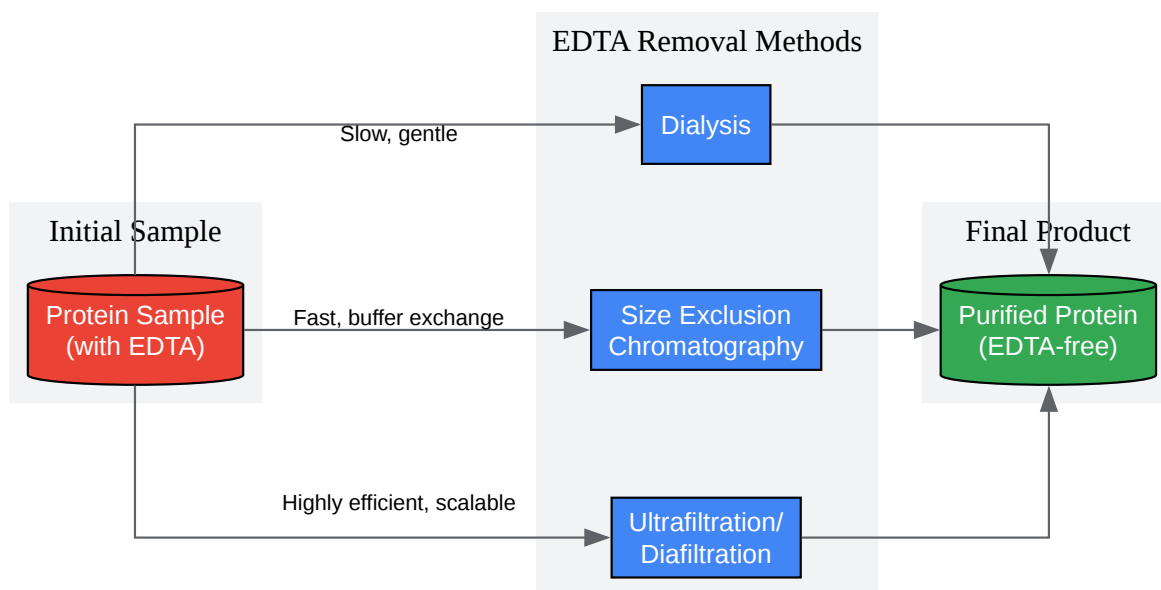 EDTA Removal Methods
Slow, gentle
Dialysis
Initial Sample
Final Product
Protein Sample
(with EDTA)
Fast, buffer exchange
Size Exclusion
Chromatography
Purified Protein
(EDTA-free)
Highly efficient, scalable
Ultrafiltration/
Diafiltration